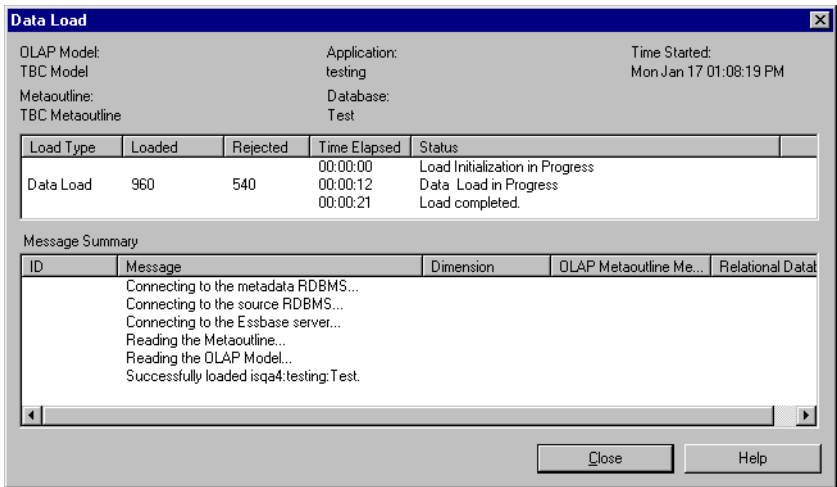 Data Load
OLAP Model: Application: Time Started:
TBC Model testing Mon Jan 17 01:08:19 PM
Metaoutline: Database:
TBC Metaoutline Test
Load Type Loaded Rejected Time Elapsed Status
00:00:00 Load Initialization in Progress
Data Load 960 540 00:00:12 Data Load in Progress
00:00:21 Load completed.
Message Summary
ID Message Dimension OLAP Metaoutline Me... Relational Datab
Connecting to the metadata RDBMS...
Connecting to the source RDBMS...
Connecting to the Essbase server...
Reading the Metaoutline...
Reading the OLAP Model...
Successfully loaded isqa4:testing:Test.
Close Help